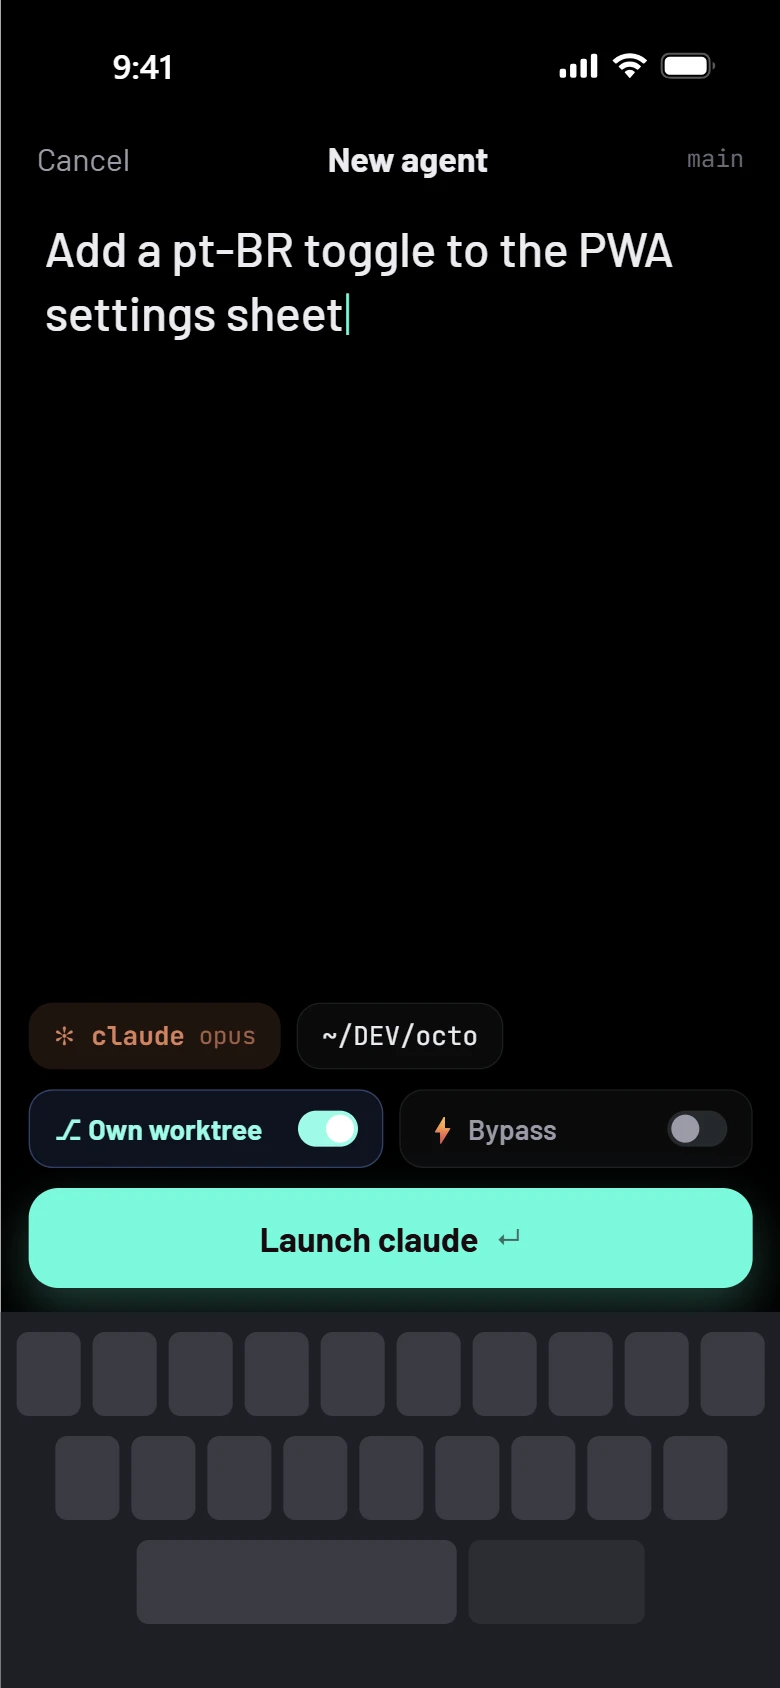 9:41
Cancel New agent main
Add a pt-BR toggle to the PWA
settings sheet
✻ claude opus ~/DEV/octo
⌥ Own worktree ⚡ Bypass
Launch claude ↵